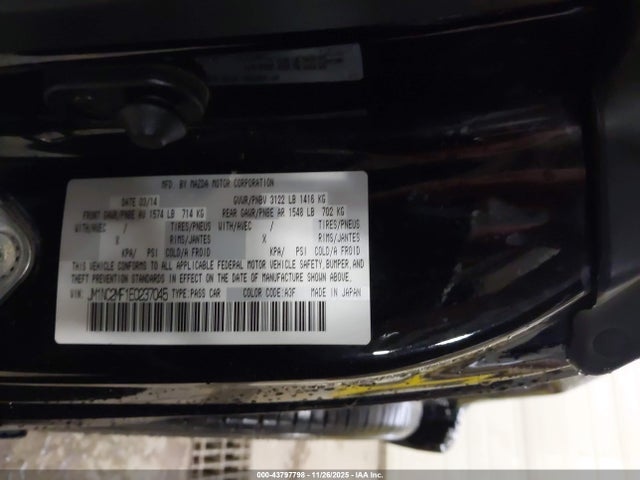 MFD. BY MAZDA MOTOR CORPORATION
DATE 03/14 GVWR/PNBV 3122 LB 1416 KG
FRONT GAWR/PNBE AV 1574 LB 714 KG REAR GAWR/PNBE AR 1548 LB 702 KG
WITH/AVEC / TIRES/PNEUS WITH/AVEC / TIRES/PNEUS
X RIMS/JANTES X RIMS/JANTES
KPA/ PSI COLD/A FROID KPA/ PSI COLD/A FROID
THIS VEHICLE CONFORMS TO ALL APPLICABLE FEDERAL MOTOR VEHICLE SAFETY, BUMPER, AND
THEFT PREVENTION STANDARDS IN EFFECT ON THE DATE OF MANUFACTURE SHOWN ABOVE.
VIN. JM1NC2MF1E0237045 TYPE:PASS CAR COLOR CODE:A3F MADE IN JAPAN
000-43797798 - 11/26/2025 - IAA Inc.